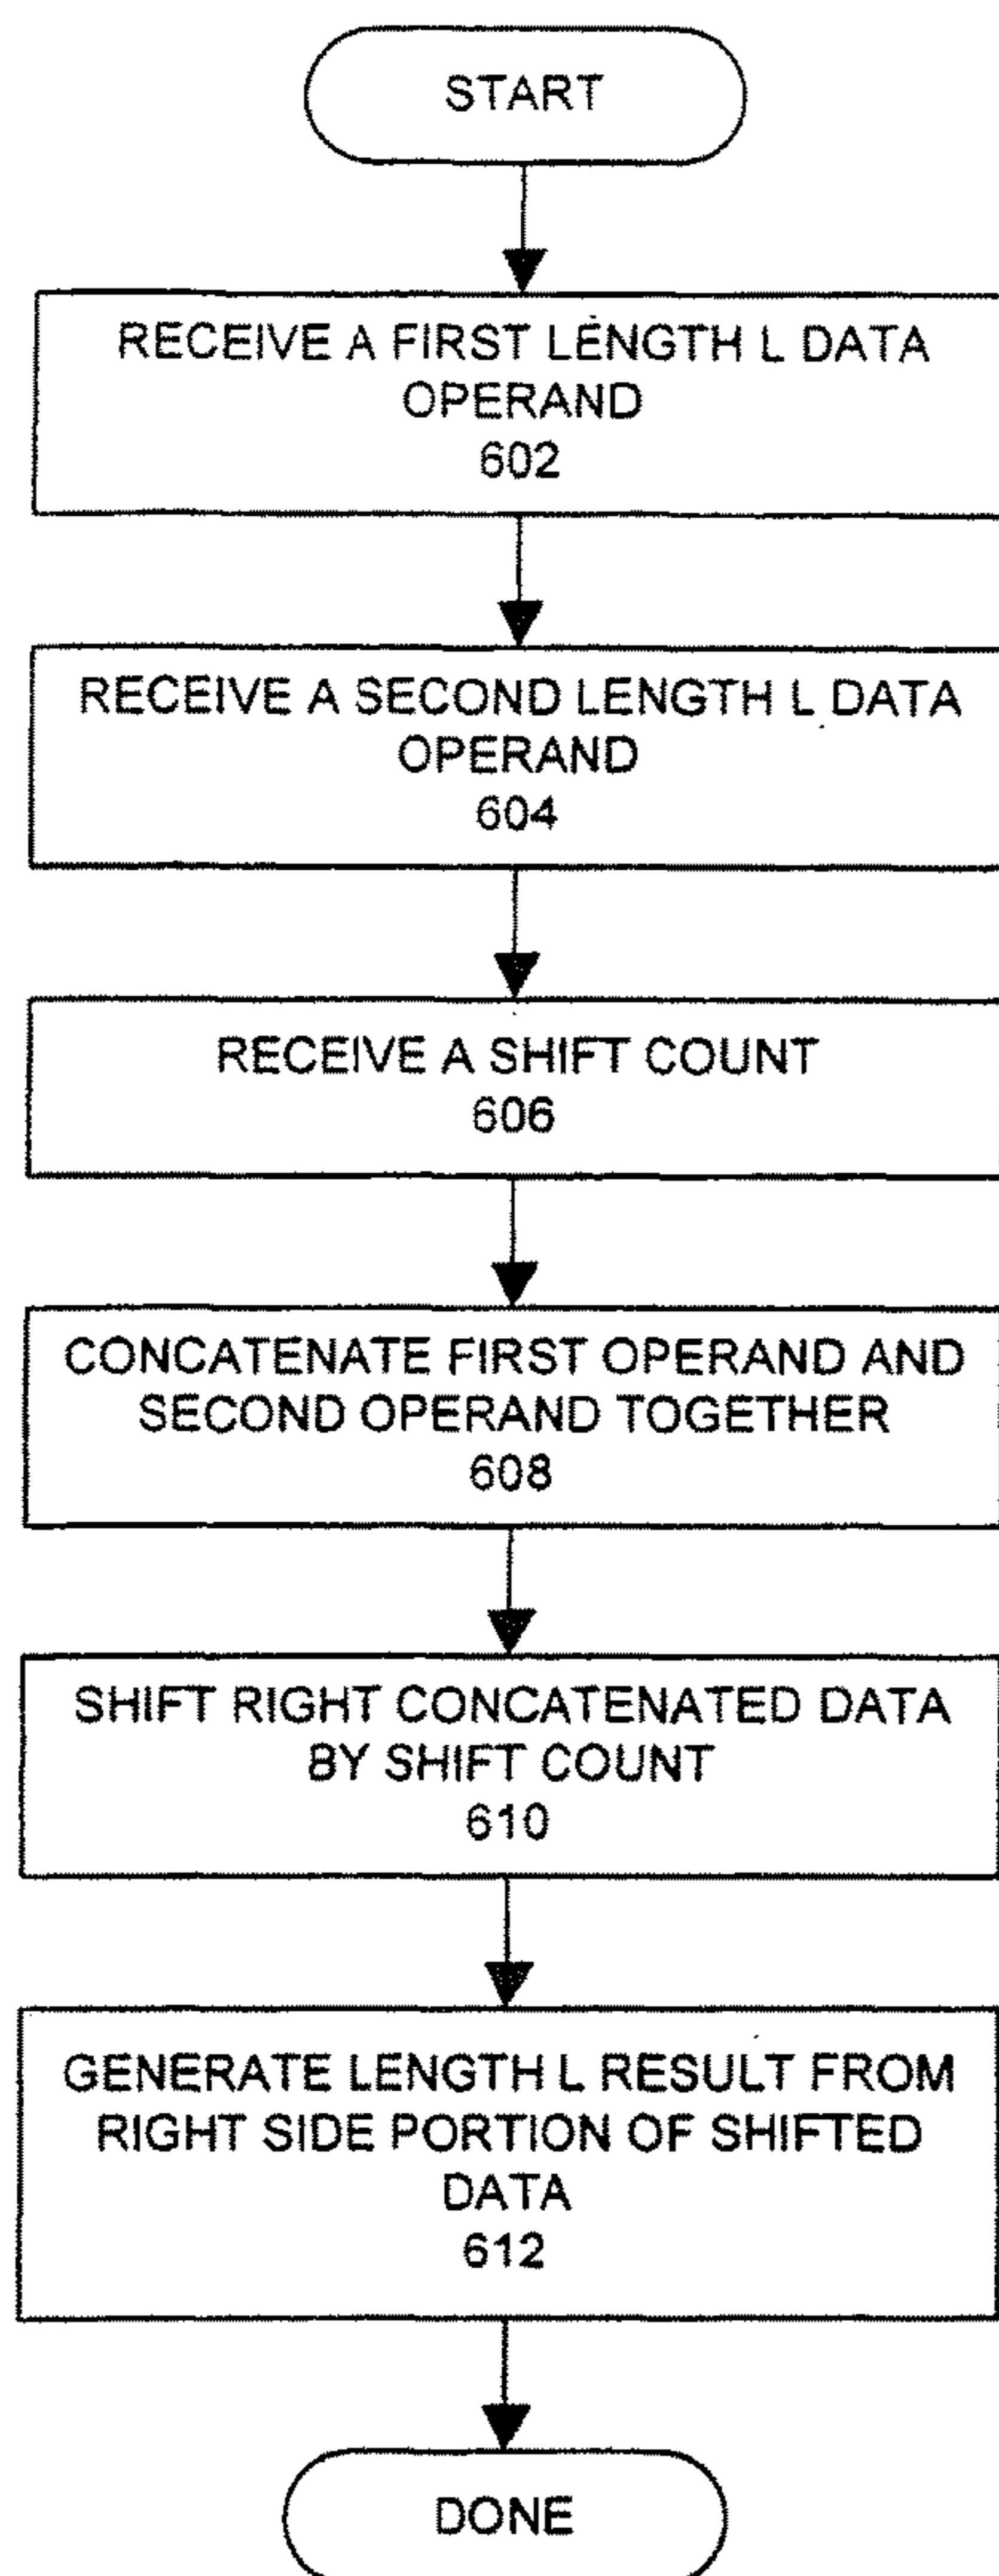 START
RECEIVE A FIRST LENGTH L DATA
OPERAND
602
RECEIVE A SECOND LENGTH L DATA
OPERAND
604
RECEIVE A SHIFT COUNT
606
CONCATENATE FIRST OPERAND AND
SECOND OPERAND TOGETHER
608
SHIFT RIGHT CONCATENATED DATA
BY SHIFT COUNT
610
GENERATE LENGTH L RESULT FROM
RIGHT SIDE PORTION OF SHIFTED
DATA
612
DONE